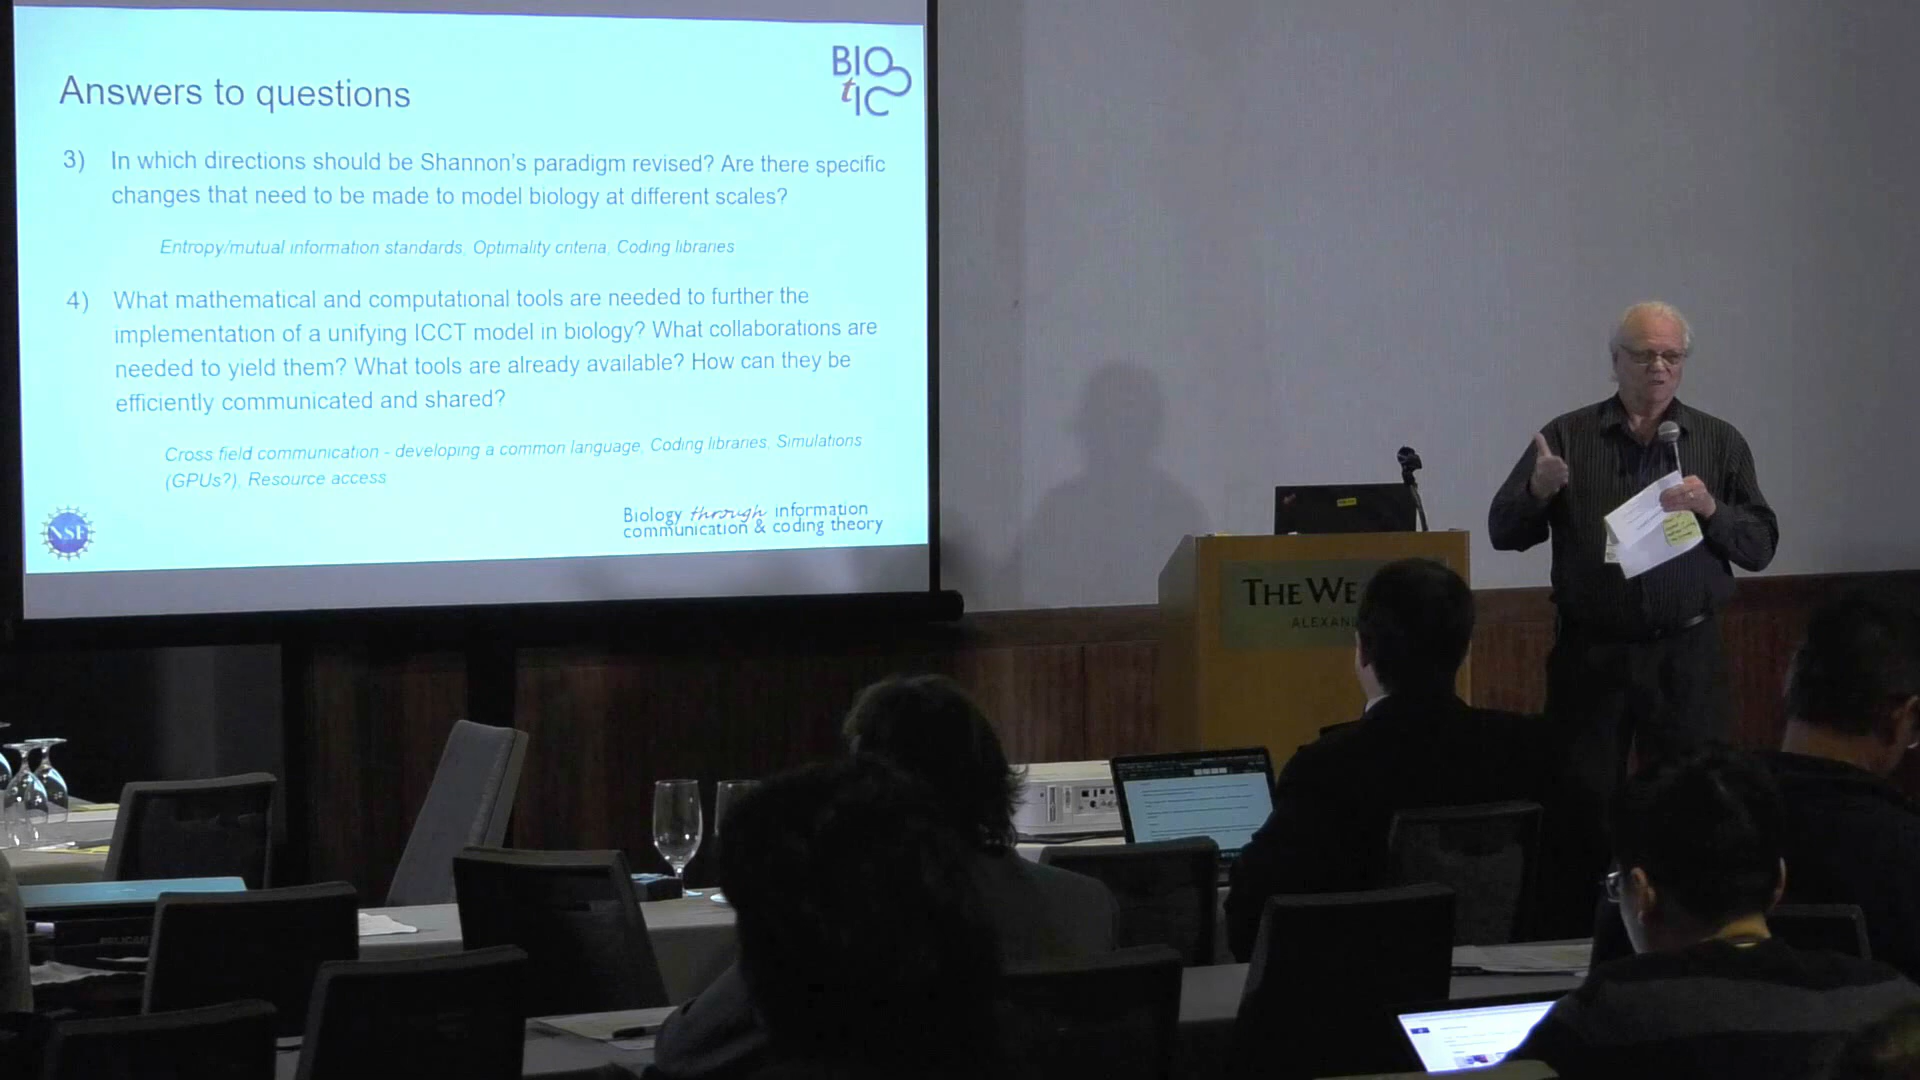 BIO
tIC
Answers to questions
3) In which directions should be Shannon's paradigm revised? Are there specific
changes that need to be made to model biology at different scales?
Entropy/mutual information standards, Optimality criteria, Coding libraries
4) What mathematical and computational tools are needed to further the
implementation of a unifying ICCT model in biology? What collaborations are
needed to yield them? What tools are already available? How can they be
efficiently communicated and shared?
Cross field communication - developing a common language, Coding libraries, Simulations
(GPUs?), Resource access
NSF
Biology through information
communication & coding theory
THE WE
ALEXAN
PELICAN